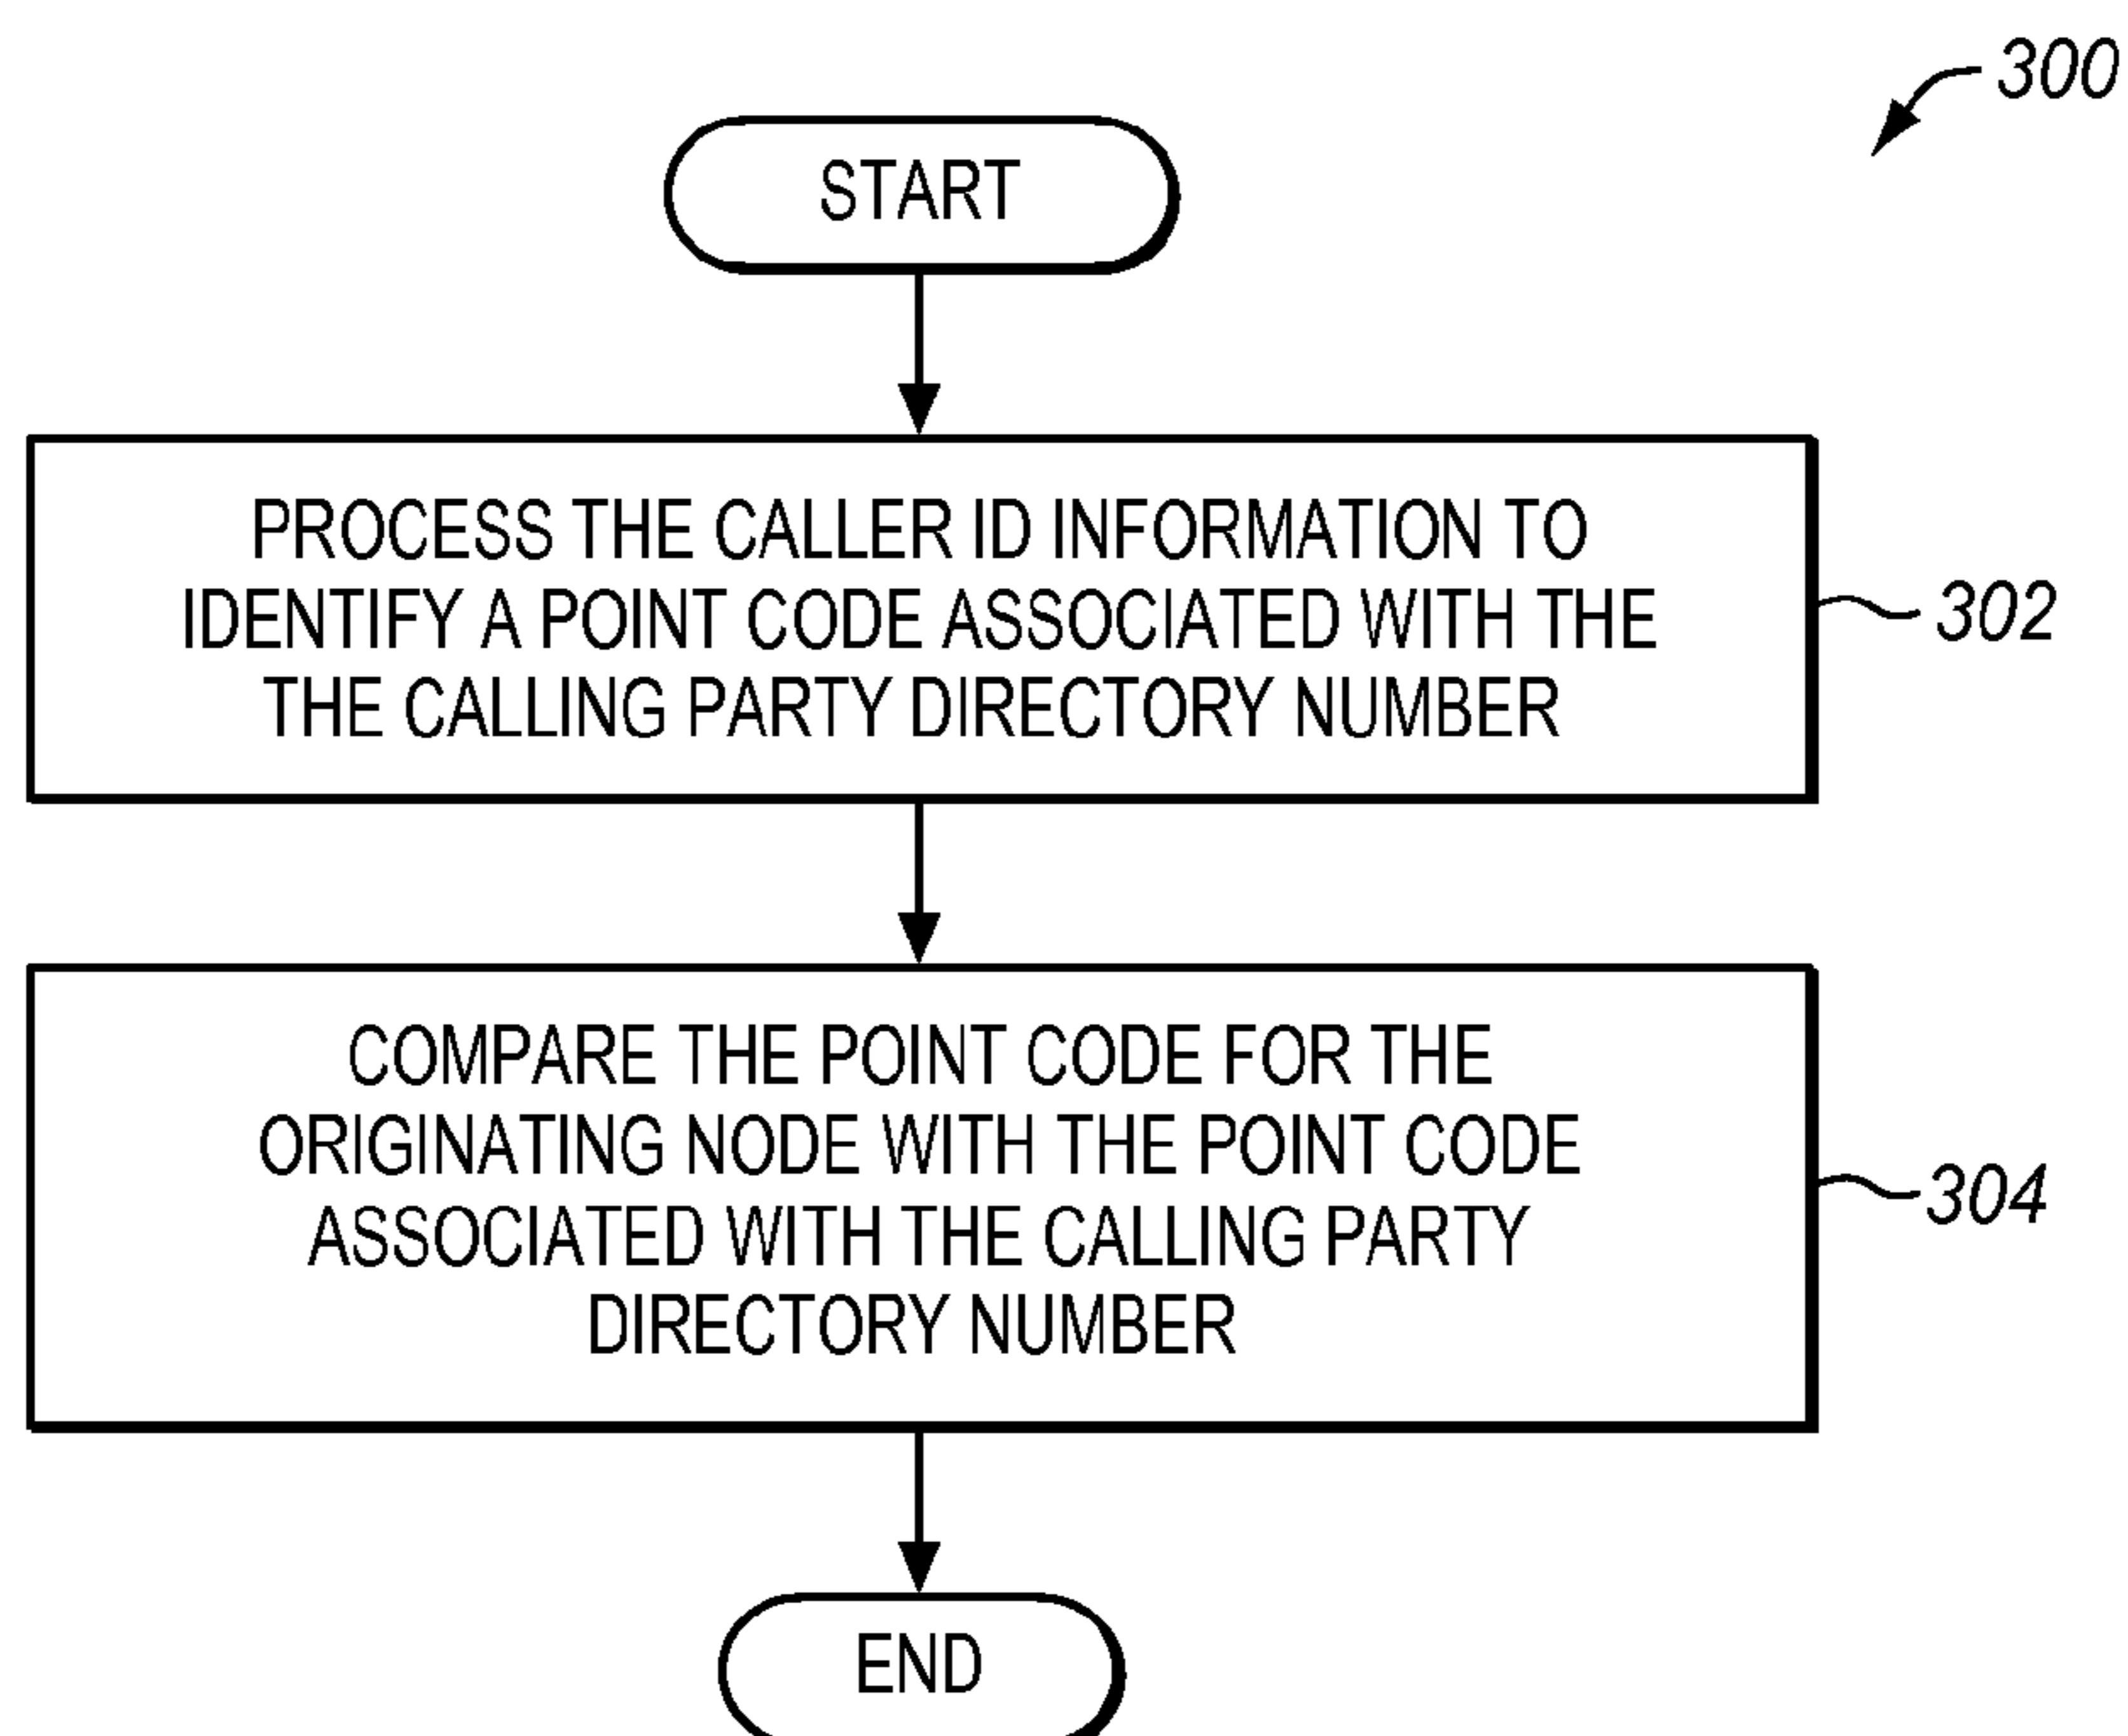 300
START
PROCESS THE CALLER ID INFORMATION TO
IDENTIFY A POINT CODE ASSOCIATED WITH THE
THE CALLING PARTY DIRECTORY NUMBER
302
COMPARE THE POINT CODE FOR THE
ORIGINATING NODE WITH THE POINT CODE
ASSOCIATED WITH THE CALLING PARTY
DIRECTORY NUMBER
304
END